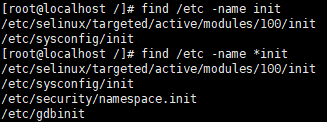 [root@localhost /]# find /etc -name init
/etc/selinux/targeted/active/modules/100/init
/etc/sysconfig/init
[root@localhost /]# find /etc -name *init
/etc/selinux/targeted/active/modules/100/init
/etc/sysconfig/init
/etc/security/namespace.init
/etc/gdbinit